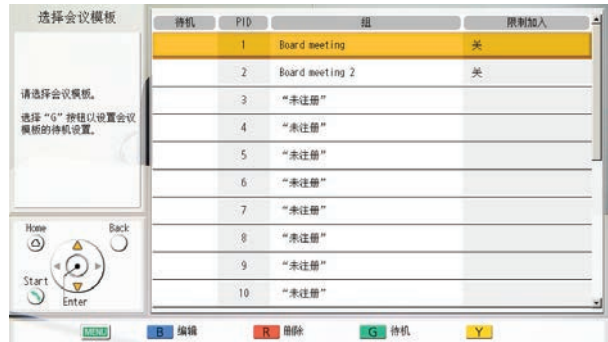 选择会议模板
请选择会议模板。
选择“G”按钮以设置会议
模板的待机设置。
待机 PID 组 限制加入
1 Board meeting 关
2 Board meeting 2 关
3 “未注册”
4 “未注册”
5 “未注册”
6 “未注册”
7 “未注册”
8 “未注册”
9 “未注册”
10 “未注册”
Home Back
Start
Enter
MENU B 编辑 R 删除 G 待机 Y